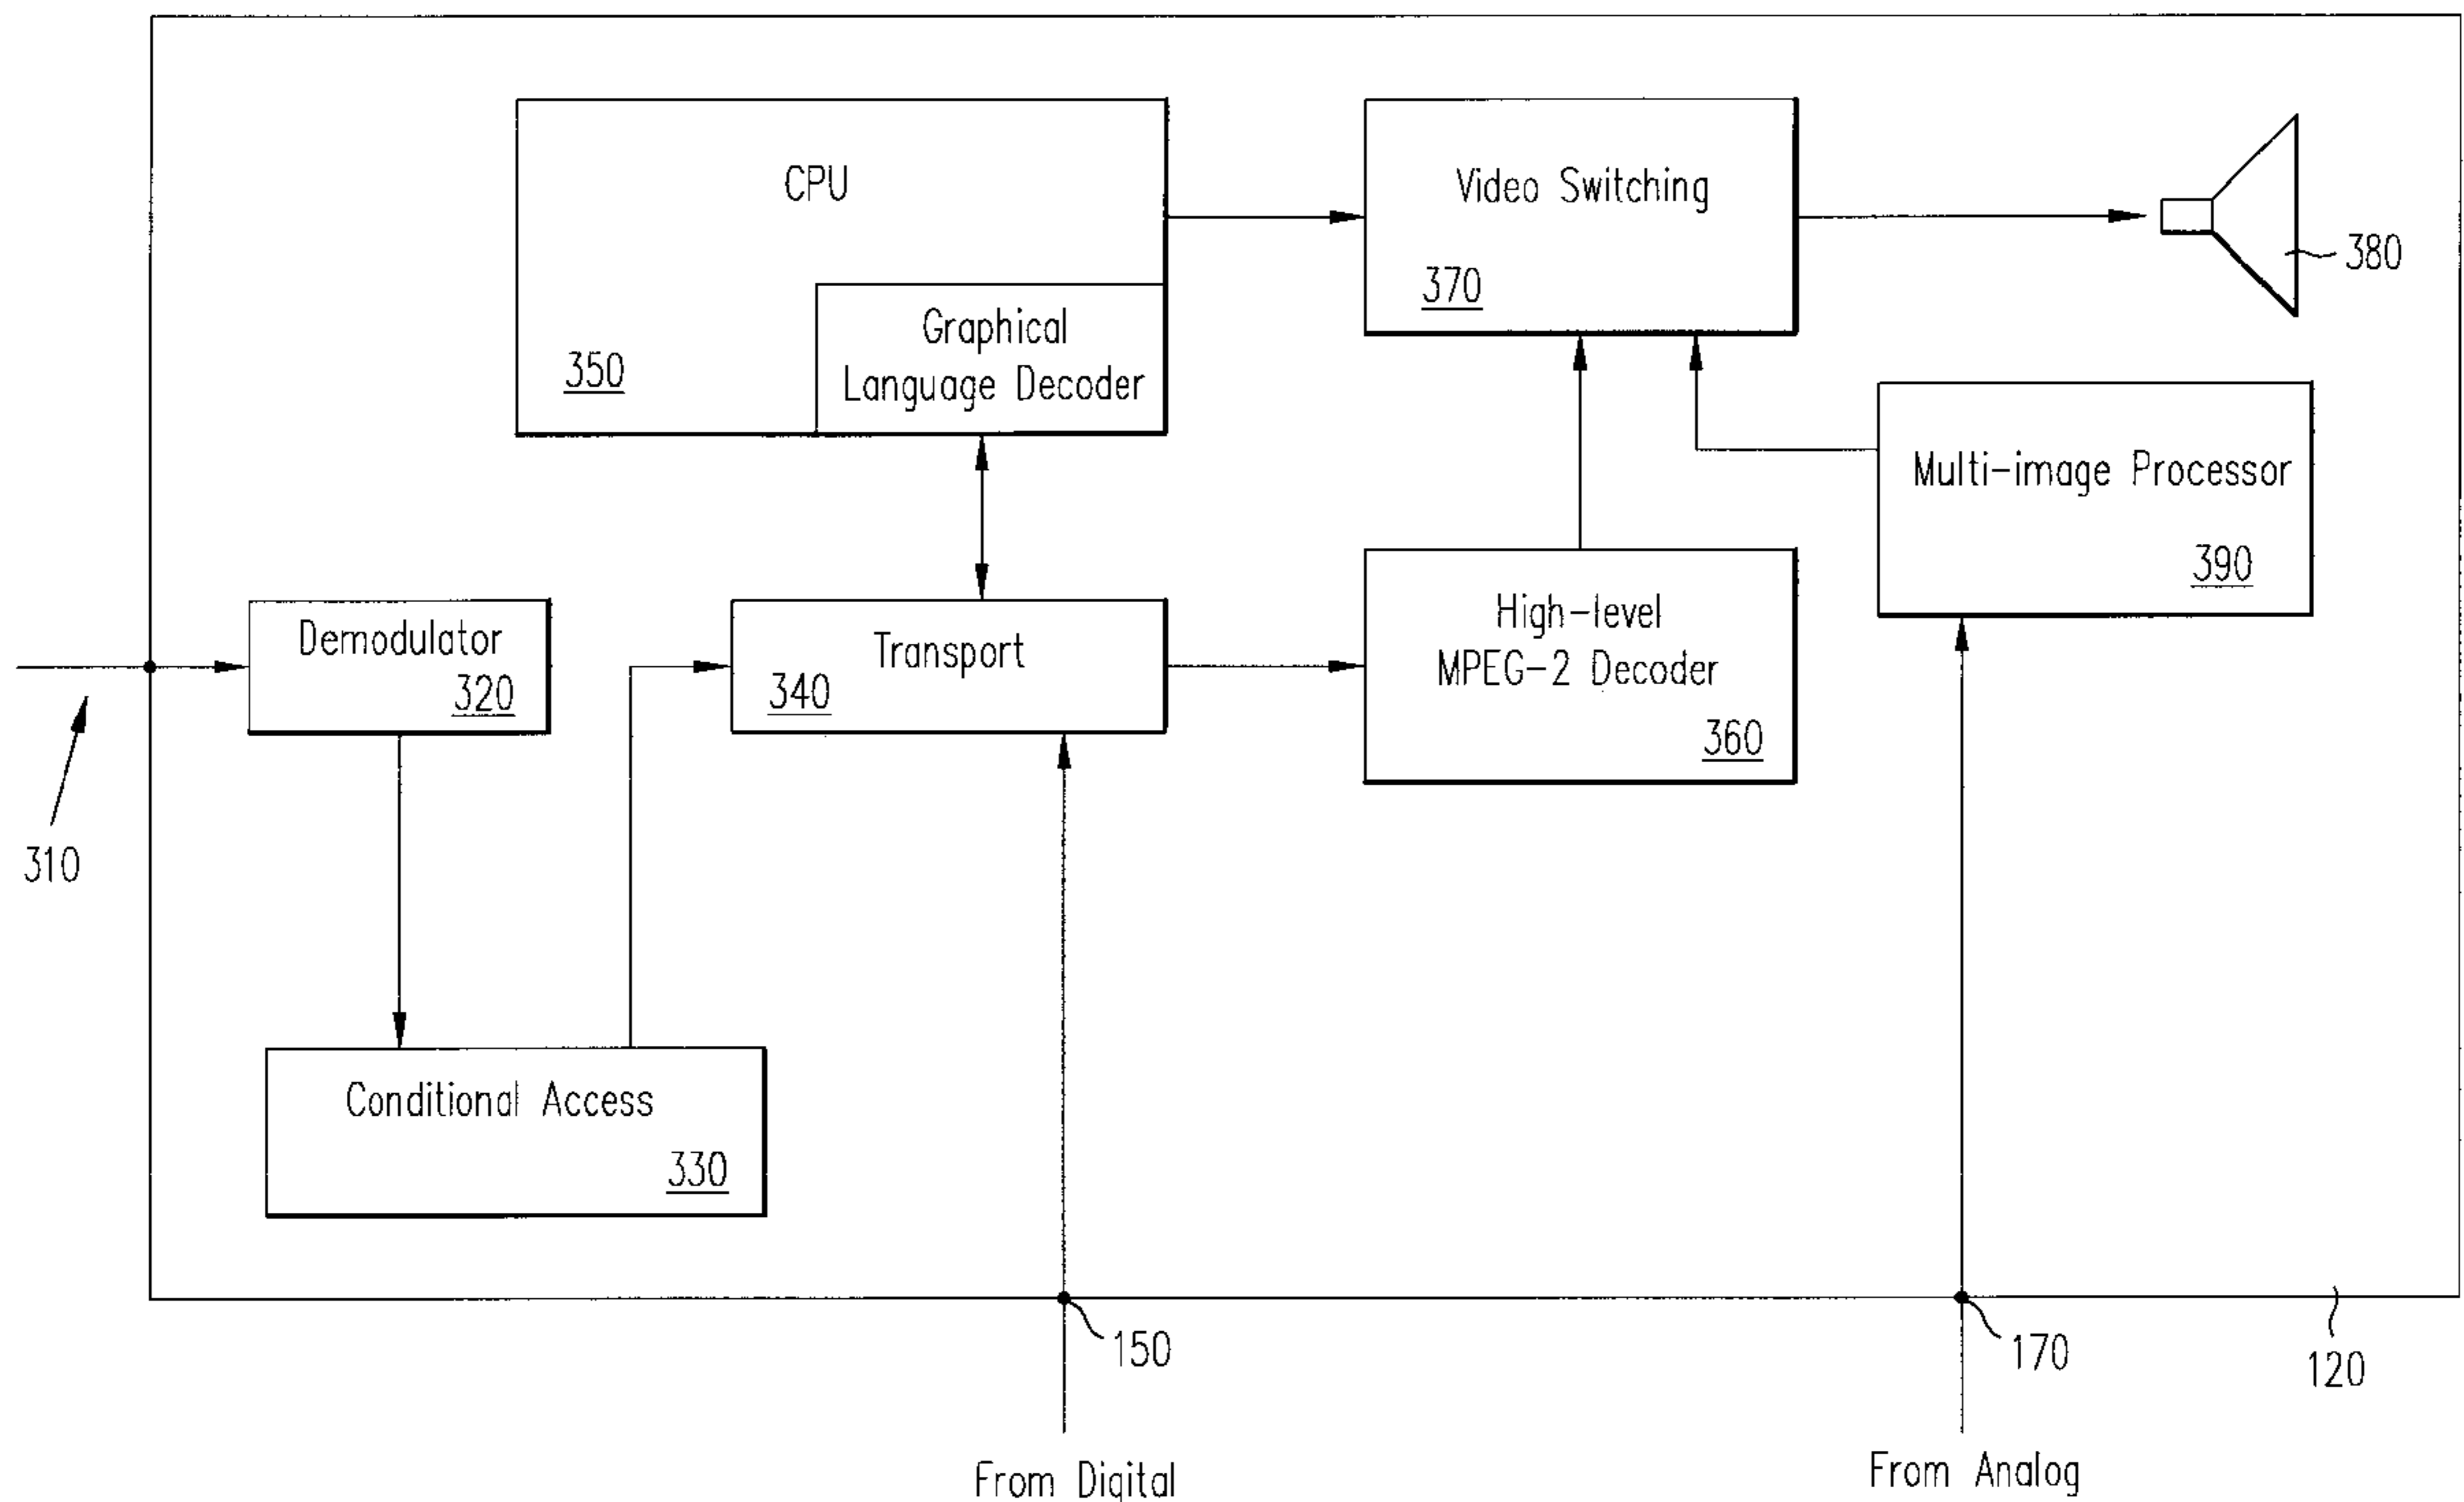 CPU
350
Graphical
Language Decoder
Video Switching
370
380
Multi-image Processor
390
Demodulator
320
Transport
340
High-level
MPEG-2 Decoder
360
310
Conditional Access
330
150
170
120
From Digital
From Analog